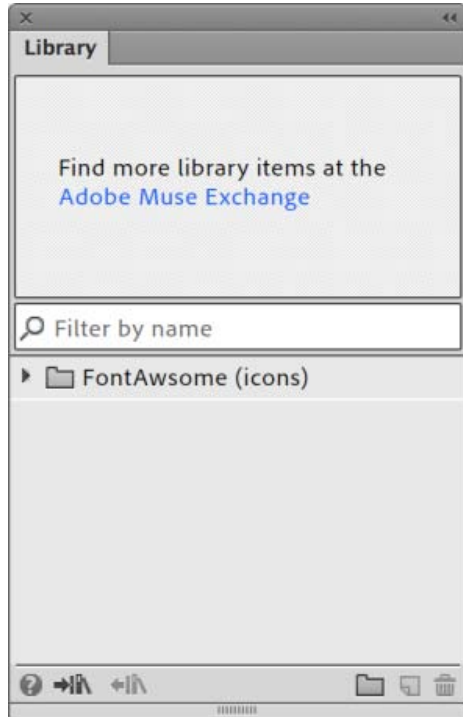 Library
Find more library items at the
Adobe Muse Exchange
Filter by name
FontAwsome (icons)